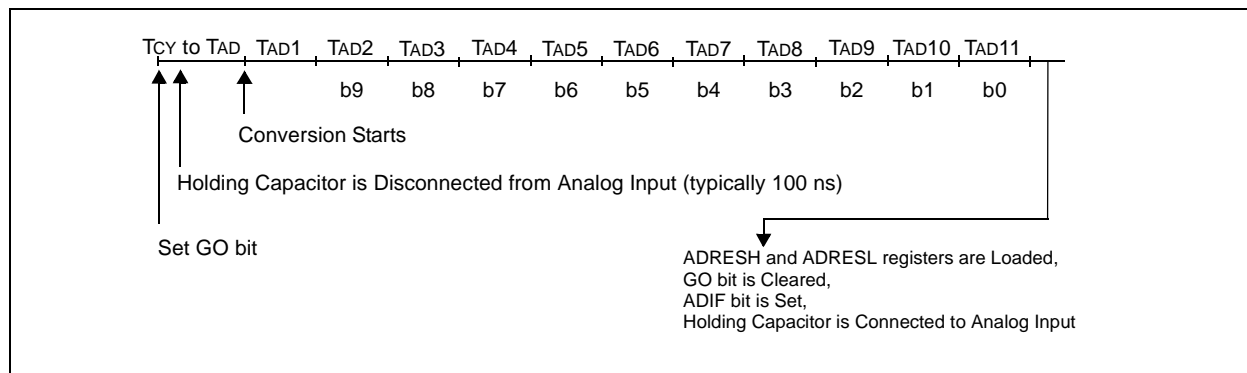 TCY to TAD TAD1 TAD2 TAD3 TAD4 TAD5 TAD6 TAD7 TAD8 TAD9 TAD10 TAD11
b9 b8 b7 b6 b5 b4 b3 b2 b1 b0
Conversion Starts
Holding Capacitor is Disconnected from Analog Input (typically 100 ns)
Set GO bit
ADRESH and ADRESL registers are Loaded,
GO bit is Cleared,
ADIF bit is Set,
Holding Capacitor is Connected to Analog Input